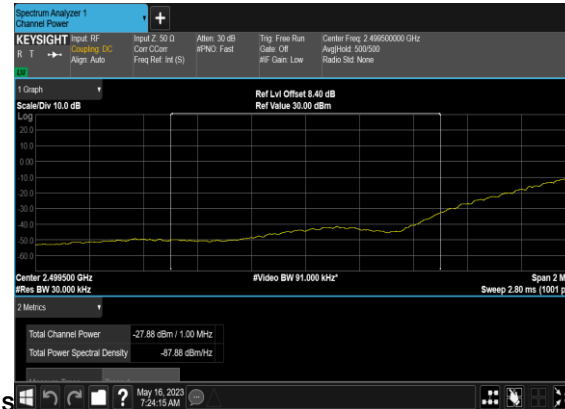 Spectrum Analyzer 1
Channel Power
+
KEYSIGHT
R T
LV
Input: RF
Coupling: DC
Align: Auto
Input Z: 50 Ω
Corr CCorr
Freq Ref: Int (S)
Atten: 30 dB
#PNO: Fast
Trig: Free Run
Gate: Off
#IF Gain: Low
Center Freq: 2.499500000 GHz
Avg|Hold: 500/500
Radio Std: None
1 Graph
Scale/Div 10.0 dB
Ref Lvl Offset 8.40 dB
Ref Value 30.00 dBm
Log
20.0
10.0
0.00
-10.0
-20.0
-30.0
-40.0
-50.0
-60.0
Center 2.499500 GHz
#Res BW 30.000 kHz
#Video BW 91.000 kHz*
Span 2 M
Sweep 2.80 ms (1001 p
2 Metrics
Total Channel Power -27.88 dBm / 1.00 MHz
Total Power Spectral Density -87.88 dBm/Hz
S
?
May 16, 2023
7:24:15 AM